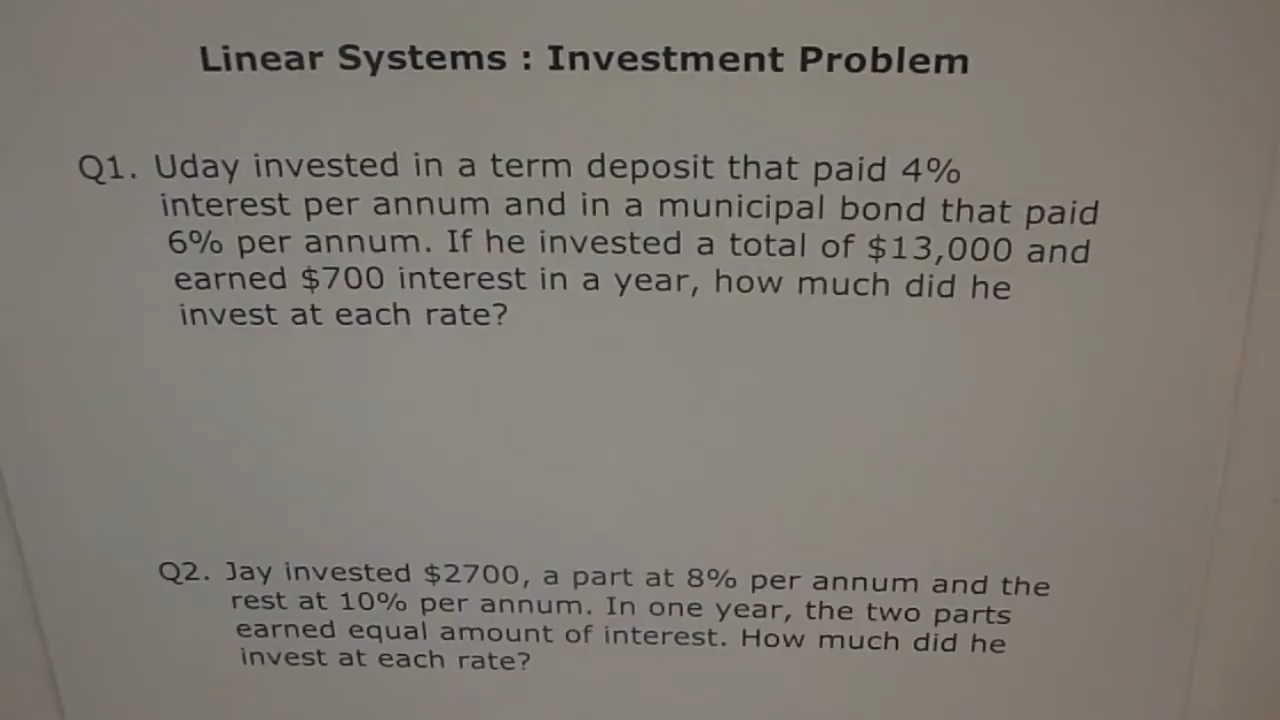 Linear Systems : Investment Problem
Q1. Uday invested in a term deposit that paid 4%
interest per annum and in a municipal bond that paid
6% per annum. If he invested a total of $13,000 and
earned $700 interest in a year, how much did he
invest at each rate?
Q2. Jay invested $2700, a part at 8% per annum and the
rest at 10% per annum. In one year, the two parts
earned equal amount of interest. How much did he
invest at each rate?